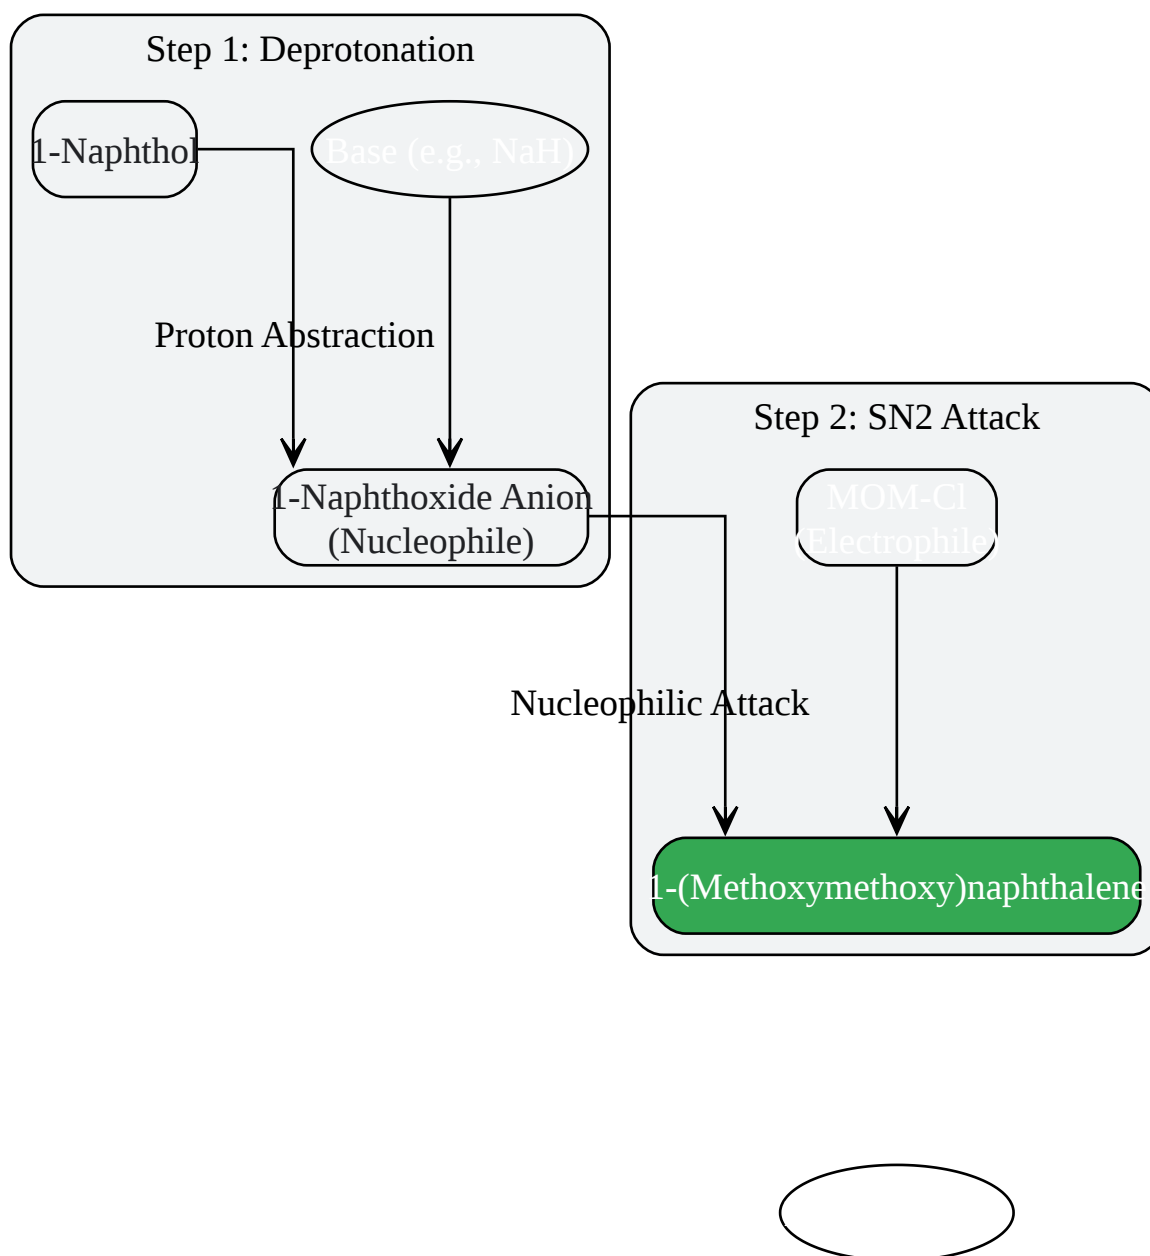 Step 1: Deprotonation
1-Naphthol
Base (e.g., NaH)
Proton Abstraction
1-Naphthoxide Anion
(Nucleophile)
Step 2: SN2 Attack
MOM-Cl
(Electrophile)
Nucleophilic Attack
1-(Methoxymethoxy)naphthalene